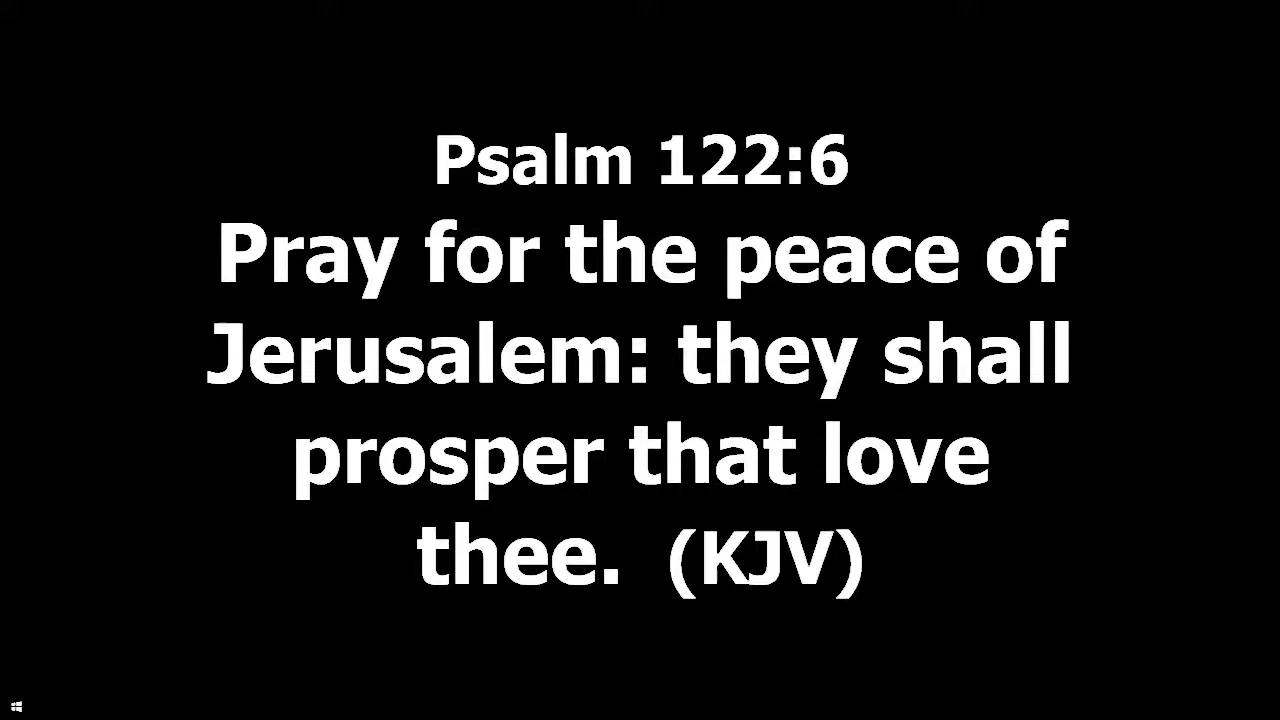 Psalm 122:6
Pray for the peace of
Jerusalem: they shall
prosper that love
thee.  (KJV)